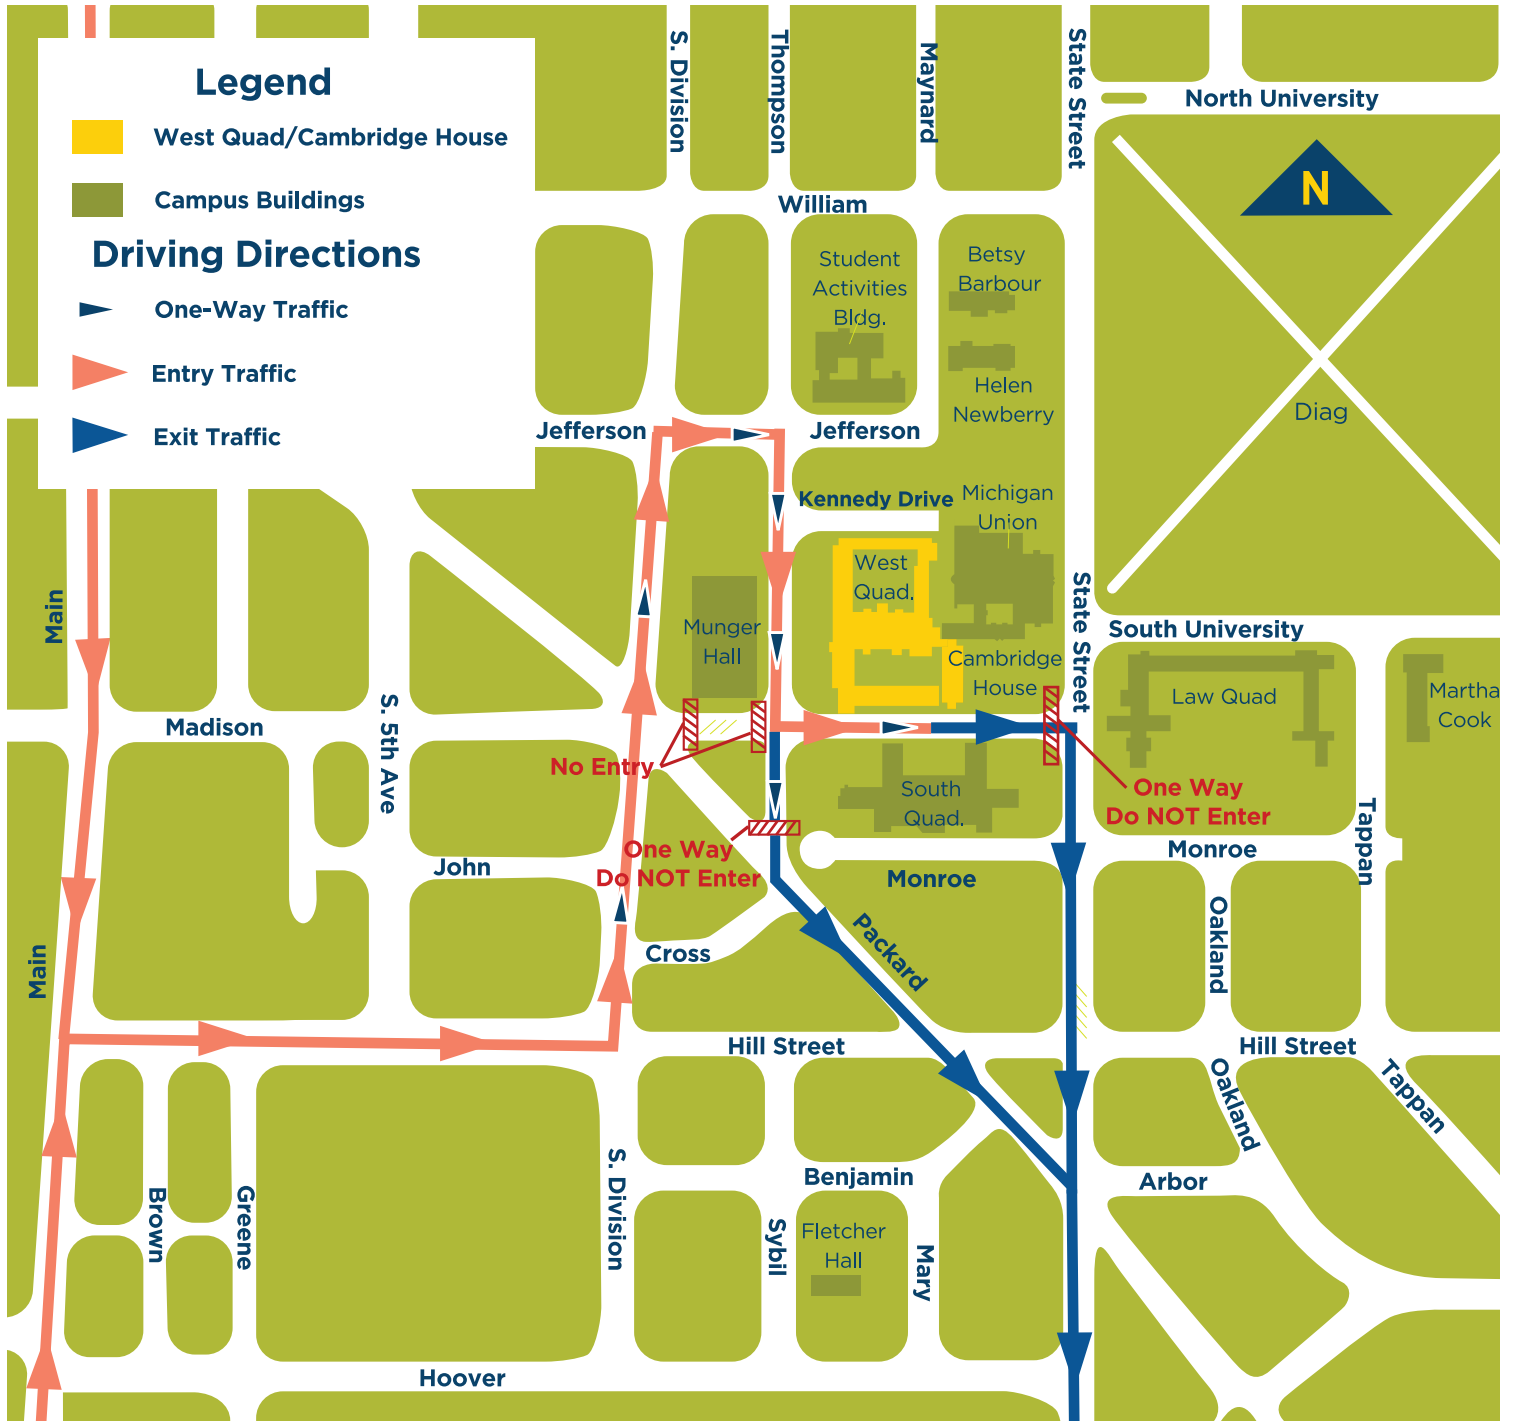 Legend
West Quad/Cambridge House
Campus Buildings
Driving Directions
One-Way Traffic
Entry Traffic
Exit Traffic
S. Division
Thompson
Maynard
State Street
North University
N
William
Student
Activities
Bldg.
Betsy
Barbour
Helen
Newberry
Diag
Jefferson
Jefferson
Kennedy Drive
Michigan
Union
West
Quad.
Main
Munger
Hall
State Street
South University
Cambridge
House
Law Quad
Martha
Cook
Madison
S. 5th Ave
No Entry
South
Quad.
One Way
Do NOT Enter
One Way
Do NOT Enter
Tappan
John
Monroe
Monroe
Main
Cross
Packard
Oakland
Hill Street
Hill Street
Oakland
Tappan
Brown
Greene
S. Division
Benjamin
Arbor
Sybil
Fletcher
Hall
Mary
Hoover